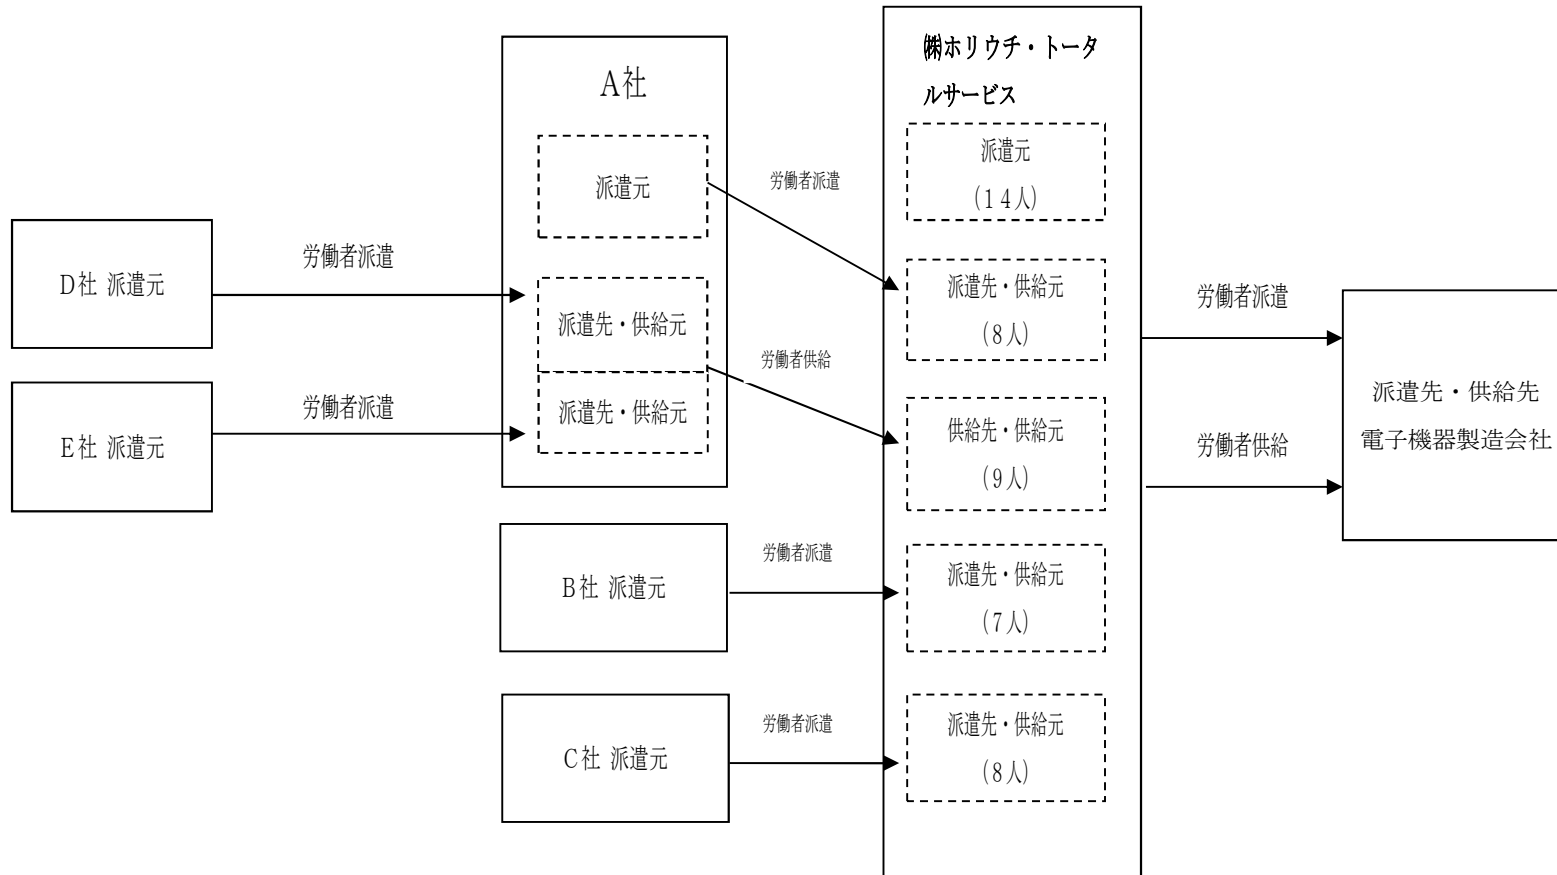 ㈱ホリウチ・トータ
ルサービス
A社
派遣元
(14人)
派遣元
労働者派遣
D社 派遣元
労働者派遣
派遣先・供給元
(8人)
労働者派遣
派遣先・供給元
労働者供給
派遣先・供給元
E社 派遣元
労働者派遣
供給先・供給元
(9人)
派遣先・供給先
電子機器製造会社
労働者供給
B社 派遣元
労働者派遣
派遣先・供給元
(7人)
C社 派遣元
労働者派遣
派遣先・供給元
(8人)